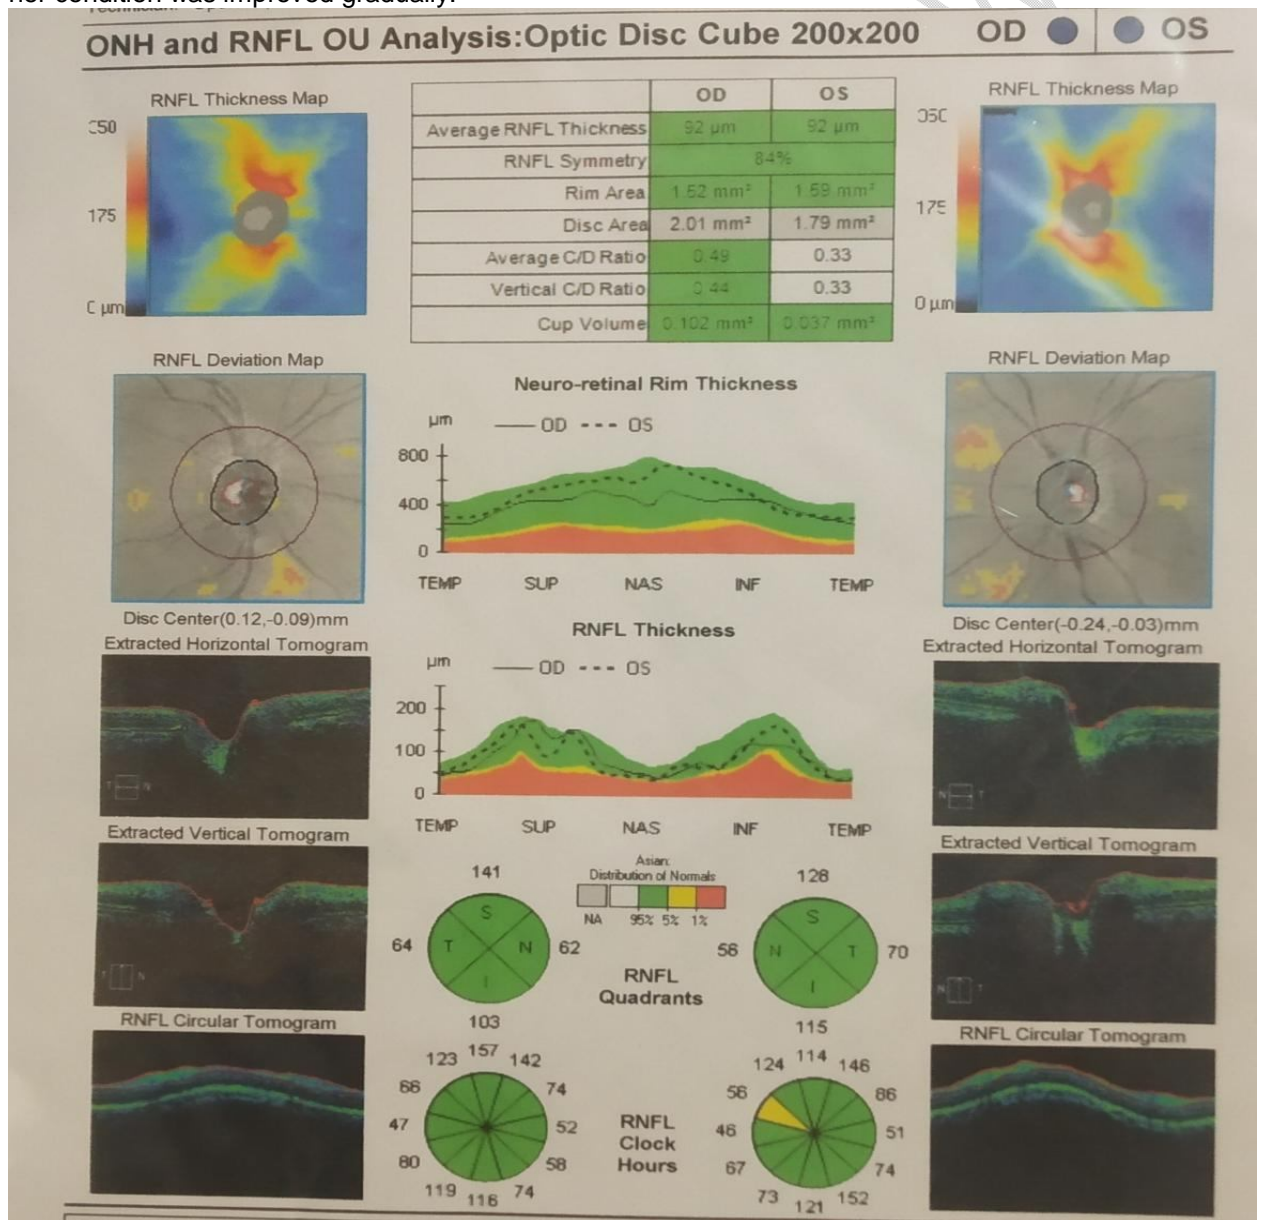 her condition was improved gradually.
ONH and RNFL OU Analysis:Optic Disc Cube 200x200 OD OS
RNFL Thickness Map
175
0 µm
OD OS
Average RNFL Thickness 92 µm 92 µm
RNFL Symmetry 84%
Rim Area 1.52 mm² 1.59 mm²
Disc Area 2.01 mm² 1.79 mm²
Average C/D Ratio 0.49 0.33
Vertical C/D Ratio 0.44 0.33
Cup Volume 0.102 mm³ 0.037 mm³
RNFL Thickness Map
175
0 µm
RNFL Deviation Map
Disc Center(0.12,-0.09)mm
Neuro-retinal Rim Thickness
µm OD OS
800
400
0
TEMP SUP NAS INF TEMP
RNFL Deviation Map
Disc Center(-0.24,-0.03)mm
Extracted Horizontal Tomogram
T N
RNFL Thickness
µm OD OS
200
100
0
TEMP SUP NAS INF TEMP
Extracted Horizontal Tomogram
N T
Extracted Vertical Tomogram
T N
Extracted Vertical Tomogram
N T
Asian:
Distribution of Normals
NA 95% 5% 1%
141
64 S T N I 62
103
RNFL
Quadrants
128
S N T I 70
115
RNFL Circular Tomogram
RNFL Circular Tomogram
123 157 142
66 74
47 52
80 58
119 116 74
RNFL
Clock
Hours
124 114 146
56 86
46 51
67 74
73 121 152